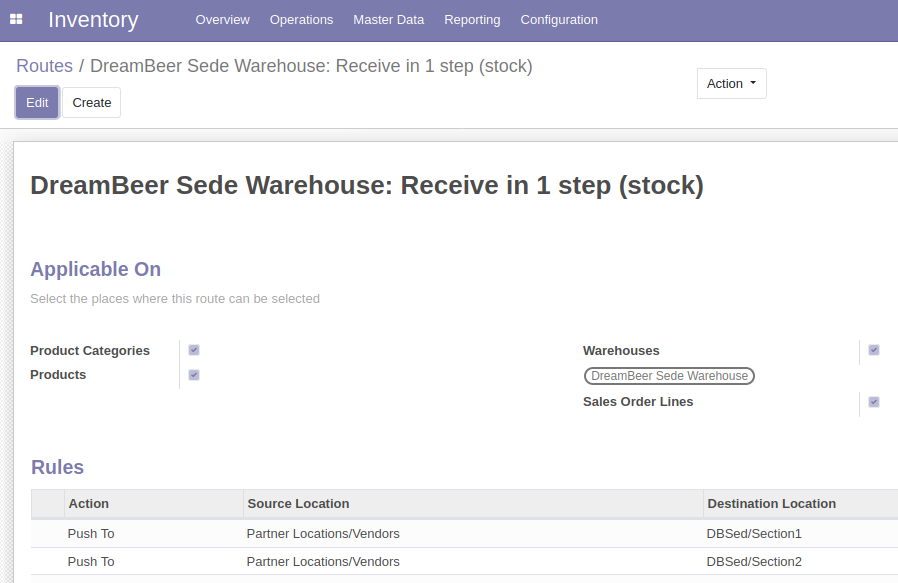 Inventory Overview Operations Master Data Reporting Configuration
Routes / DreamBeer Sede Warehouse: Receive in 1 step (stock)
Action
Edit Create
DreamBeer Sede Warehouse: Receive in 1 step (stock)
Applicable On
Select the places where this route can be selected
Product Categories Warehouses
Products DreamBeer Sede Warehouse
Sales Order Lines
Rules
Action Source Location Destination Location
Push To Partner Locations/Vendors DBSed/Section1
Push To Partner Locations/Vendors DBSed/Section2